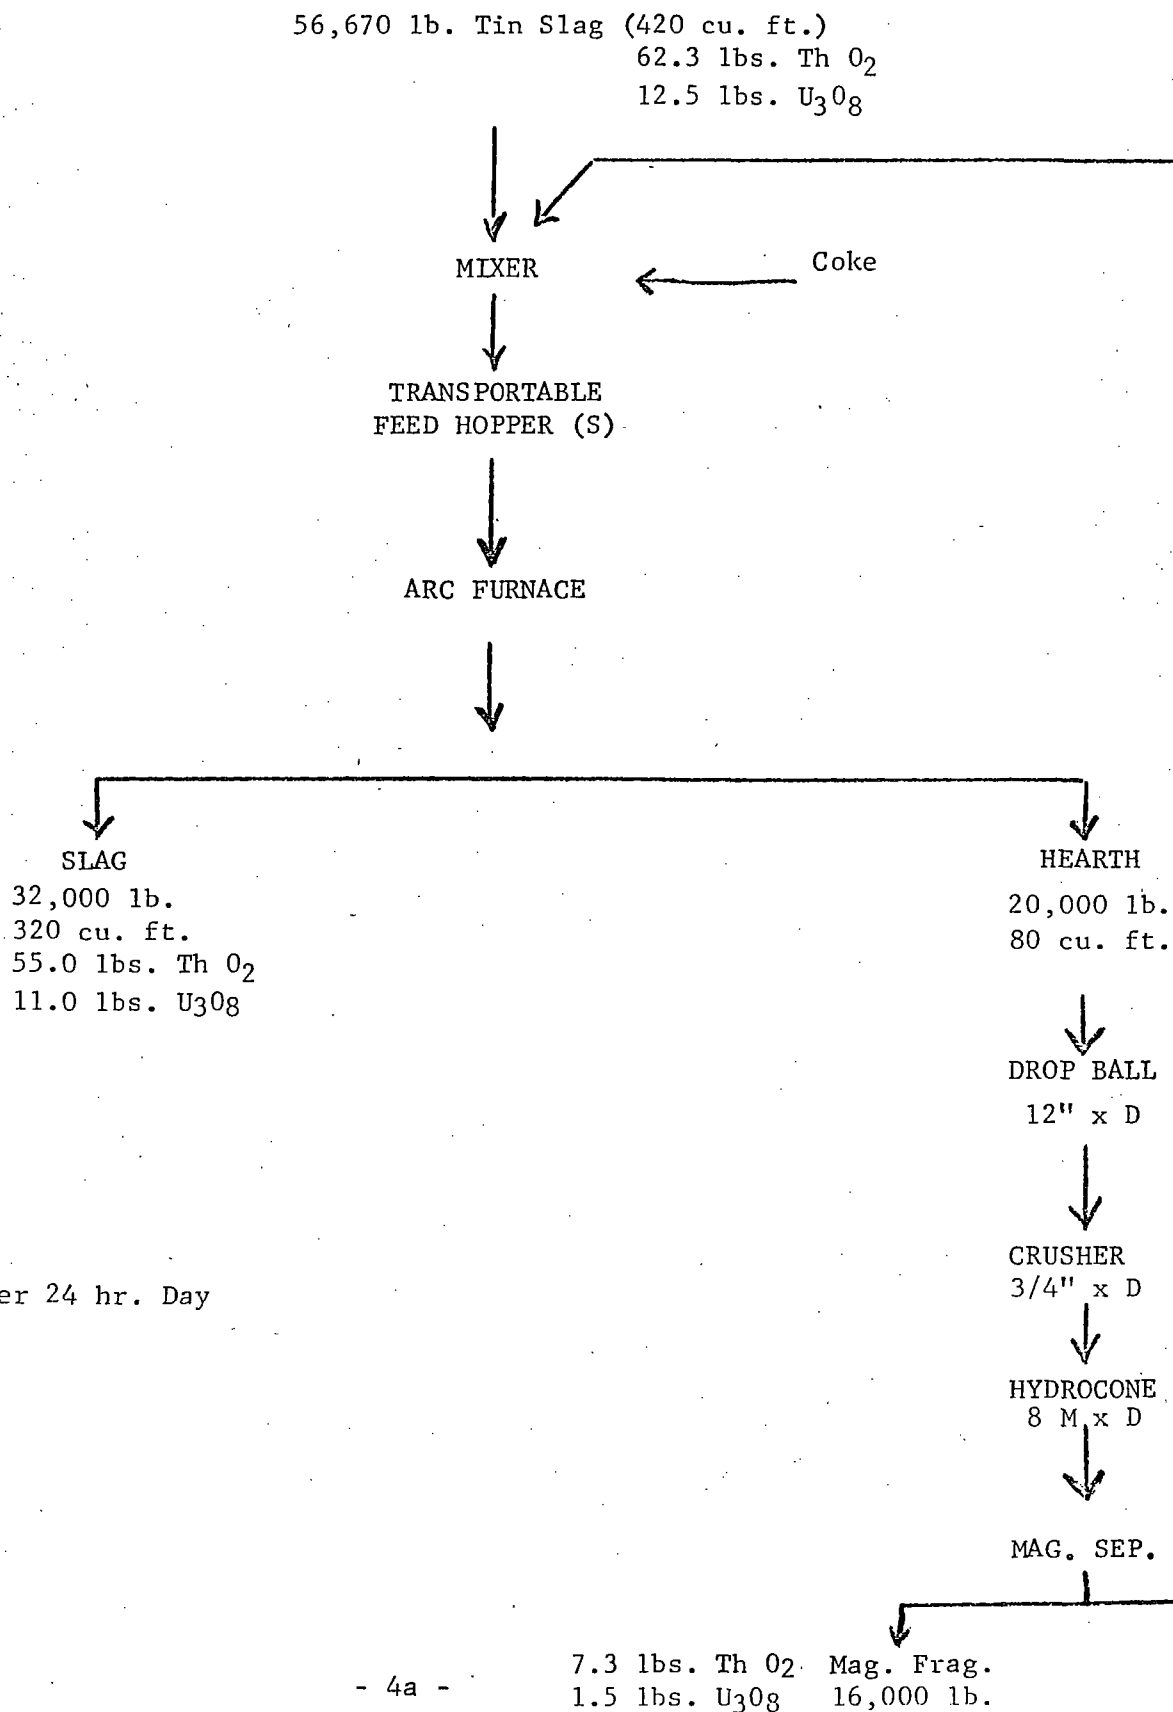 56,670 lb. Tin Slag (420 cu. ft.)
62.3 lbs. Th O2
12.5 lbs. U3O8
MIXER
Coke
TRANSPORTABLE
FEED HOPPER (S)
ARC FURNACE
SLAG
32,000 lb.
320 cu. ft.
55.0 lbs. Th O2
11.0 lbs. U3O8
HEARTH
20,000 lb.
80 cu. ft.
DROP BALL
12" x D
CRUSHER
3/4" x D
er 24 hr. Day
HYDROCONE
8 M x D
MAG. SEP.
7.3 lbs. Th O2 Mag. Frag.
1.5 lbs. U3O8 16,000 lb.
- 4a -